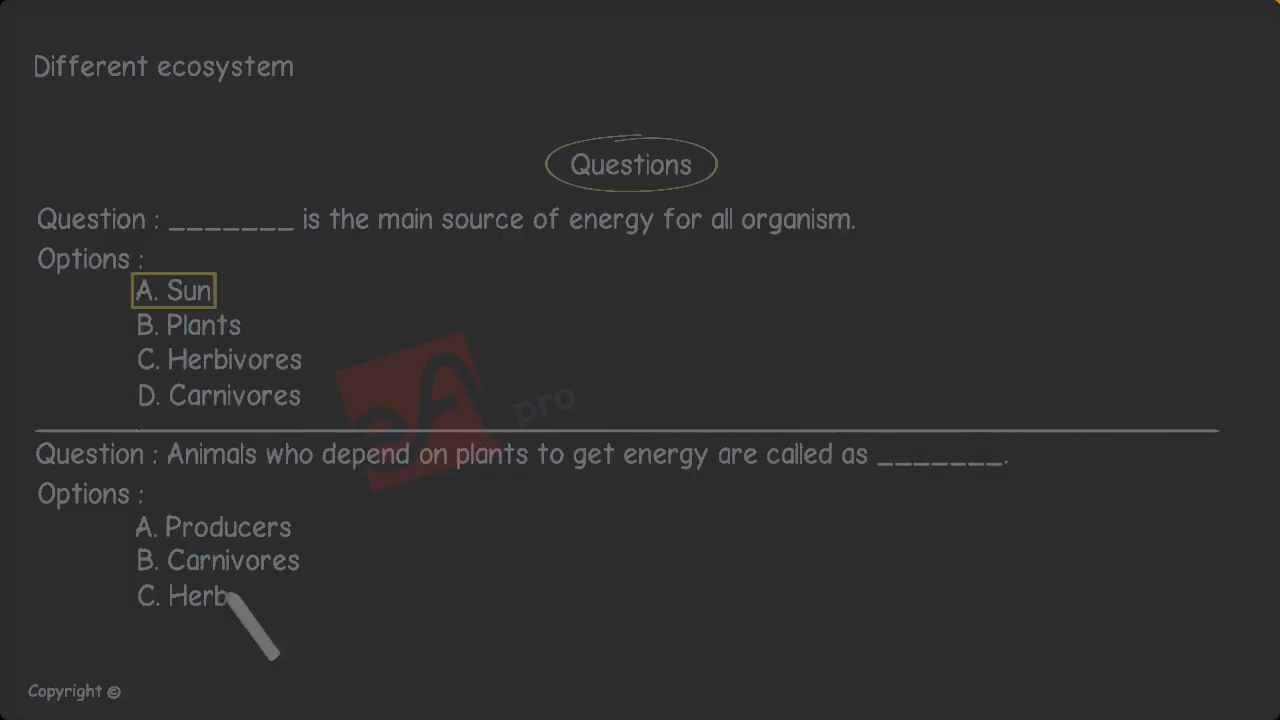 Different ecosystem
Questions
Question : _______ is the main source of energy for all organism.
Options :
A. Sun
B. Plants
C. Herbivores
D. Carnivores
pro
Question : Animals who depend on plants to get energy are called as _______.
Options :
A. Producers
B. Carnivores
C. Herb
Copyright ©